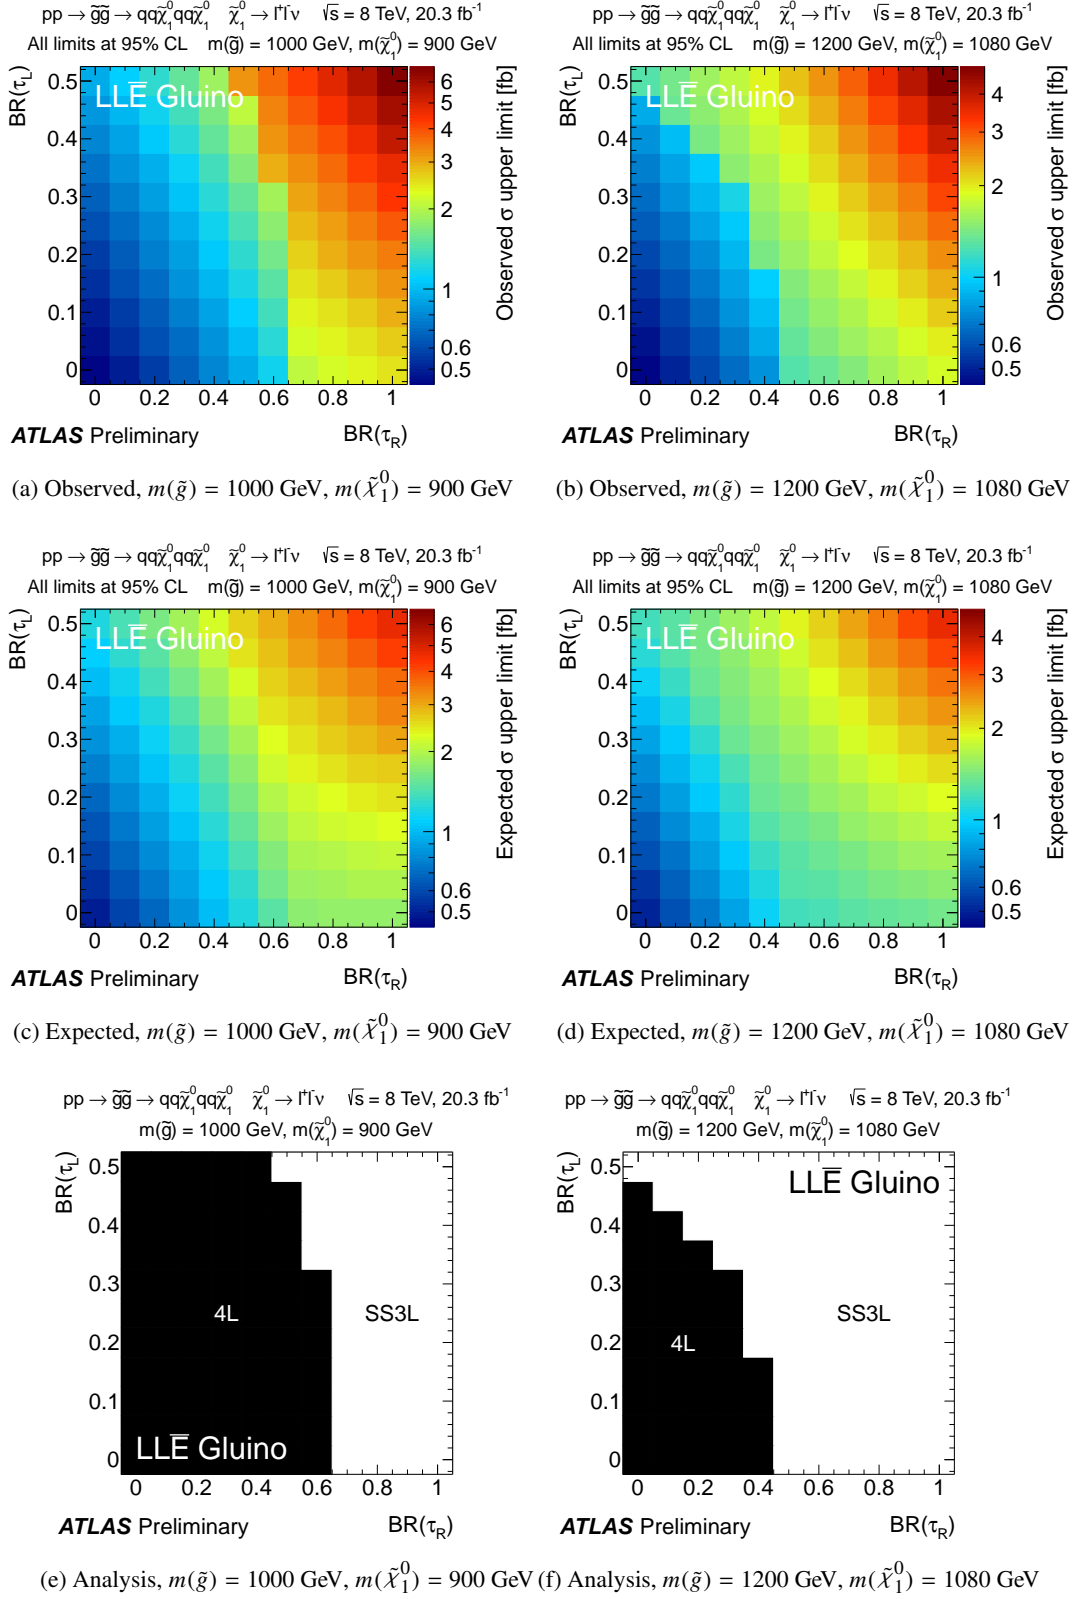 pp → g̃g̃ → qqχ̃₁⁰qqχ̃₁⁰   χ̃₁⁰ → l⁺l⁻ν   √s = 8 TeV, 20.3 fb⁻¹
All limits at 95% CL   m(g̃) = 1000 GeV, m(χ̃₁⁰) = 900 GeV
BR(τ_L)
0.5
0.4
0.3
0.2
0.1
0
LLE̅ Gluino
6
5
4
3
2
1
0.6
0.5
Observed σ upper limit [fb]
0 0.2 0.4 0.6 0.8 1
ATLAS Preliminary BR(τ_R)
(a) Observed, m(g̃) = 1000 GeV, m(χ̃₁⁰) = 900 GeV
pp → g̃g̃ → qqχ̃₁⁰qqχ̃₁⁰   χ̃₁⁰ → l⁺l⁻ν   √s = 8 TeV, 20.3 fb⁻¹
All limits at 95% CL   m(g̃) = 1200 GeV, m(χ̃₁⁰) = 1080 GeV
BR(τ_L)
0.5
0.4
0.3
0.2
0.1
0
LLE̅ Gluino
4
3
2
1
0.6
0.5
Observed σ upper limit [fb]
0 0.2 0.4 0.6 0.8 1
ATLAS Preliminary BR(τ_R)
(b) Observed, m(g̃) = 1200 GeV, m(χ̃₁⁰) = 1080 GeV
pp → g̃g̃ → qqχ̃₁⁰qqχ̃₁⁰   χ̃₁⁰ → l⁺l⁻ν   √s = 8 TeV, 20.3 fb⁻¹
All limits at 95% CL   m(g̃) = 1000 GeV, m(χ̃₁⁰) = 900 GeV
BR(τ_L)
0.5
0.4
0.3
0.2
0.1
0
LLE̅ Gluino
6
5
4
3
2
1
0.6
0.5
Expected σ upper limit [fb]
0 0.2 0.4 0.6 0.8 1
ATLAS Preliminary BR(τ_R)
(c) Expected, m(g̃) = 1000 GeV, m(χ̃₁⁰) = 900 GeV
pp → g̃g̃ → qqχ̃₁⁰qqχ̃₁⁰   χ̃₁⁰ → l⁺l⁻ν   √s = 8 TeV, 20.3 fb⁻¹
All limits at 95% CL   m(g̃) = 1200 GeV, m(χ̃₁⁰) = 1080 GeV
BR(τ_L)
0.5
0.4
0.3
0.2
0.1
0
LLE̅ Gluino
4
3
2
1
0.6
0.5
Expected σ upper limit [fb]
0 0.2 0.4 0.6 0.8 1
ATLAS Preliminary BR(τ_R)
(d) Expected, m(g̃) = 1200 GeV, m(χ̃₁⁰) = 1080 GeV
pp → g̃g̃ → qqχ̃₁⁰qqχ̃₁⁰   χ̃₁⁰ → l⁺l⁻ν   √s = 8 TeV, 20.3 fb⁻¹
m(g̃) = 1000 GeV, m(χ̃₁⁰) = 900 GeV
BR(τ_L)
0.5
0.4
0.3
0.2
0.1
0
4L
SS3L
LLE̅ Gluino
0 0.2 0.4 0.6 0.8 1
ATLAS Preliminary BR(τ_R)
(e) Analysis, m(g̃) = 1000 GeV, m(χ̃₁⁰) = 900 GeV
pp → g̃g̃ → qqχ̃₁⁰qqχ̃₁⁰   χ̃₁⁰ → l⁺l⁻ν   √s = 8 TeV, 20.3 fb⁻¹
m(g̃) = 1200 GeV, m(χ̃₁⁰) = 1080 GeV
BR(τ_L)
0.5
0.4
0.3
0.2
0.1
0
LLE̅ Gluino
SS3L
4L
0 0.2 0.4 0.6 0.8 1
ATLAS Preliminary BR(τ_R)
(f) Analysis, m(g̃) = 1200 GeV, m(χ̃₁⁰) = 1080 GeV